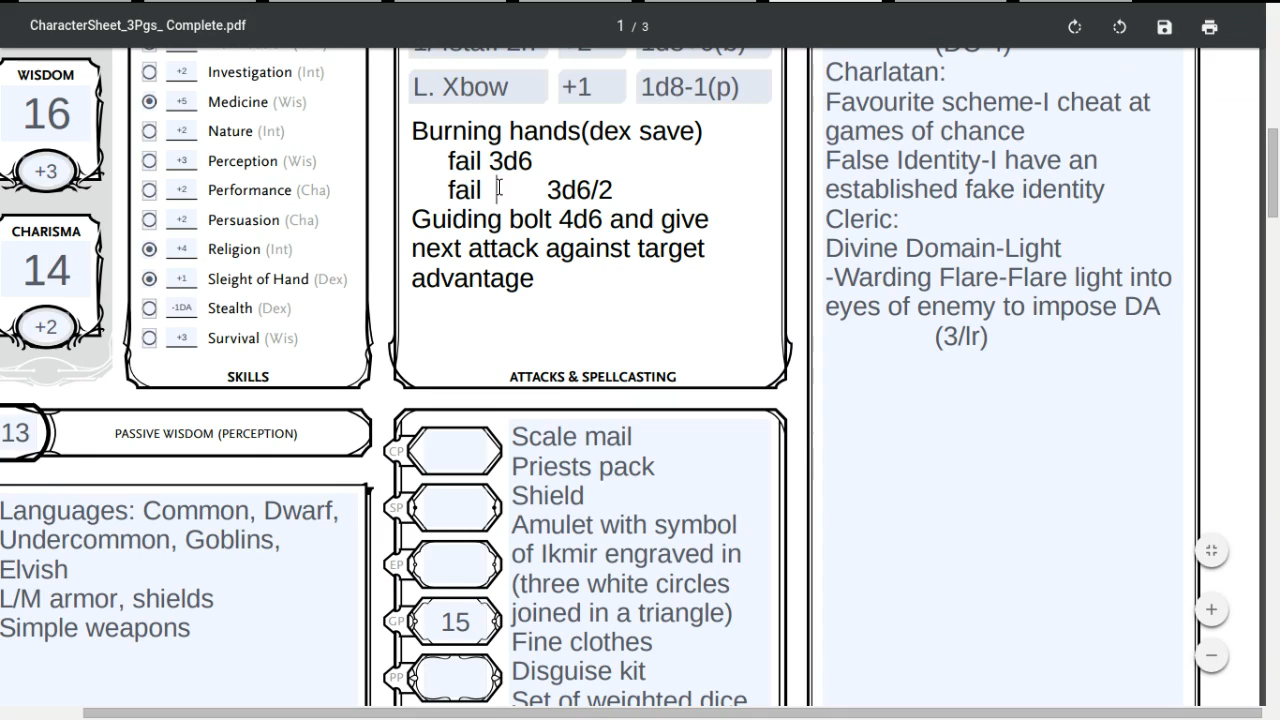 CharacterSheet_3Pgs_ Complete.pdf
1 / 3
WISDOM
16
+3
CHARISMA
14
+2
+2 Investigation (Int)
+5 Medicine (Wis)
+2 Nature (Int)
+3 Perception (Wis)
+2 Performance (Cha)
+2 Persuasion (Cha)
+4 Religion (Int)
+1 Sleight of Hand (Dex)
-1DA Stealth (Dex)
+3 Survival (Wis)
SKILLS
13 PASSIVE WISDOM (PERCEPTION)
Languages: Common, Dwarf,
Undercommon, Goblins,
Elvish
L/M armor, shields
Simple weapons
L. Xbow +1 1d8-1(p)
Burning hands(dex save)
fail 3d6
fail 3d6/2
Guiding bolt 4d6 and give
next attack against target
advantage
ATTACKS & SPELLCASTING
CP
SP
EP
GP 15
PP
Scale mail
Priests pack
Shield
Amulet with symbol
of Ikmir engraved in
(three white circles
joined in a triangle)
Fine clothes
Disguise kit
Set of weighted dice
Charlatan:
Favourite scheme-I cheat at
games of chance
False Identity-I have an
established fake identity
Cleric:
Divine Domain-Light
-Warding Flare-Flare light into
eyes of enemy to impose DA
(3/lr)